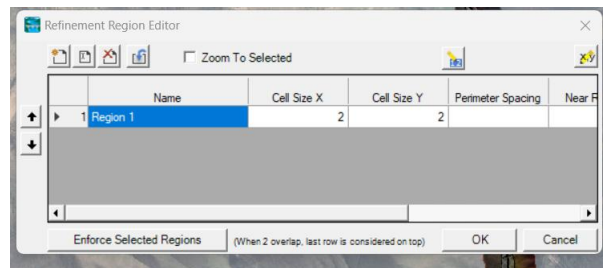 Refinement Region Editor
Zoom To Selected
Name Cell Size X Cell Size Y Perimeter Spacing Near R
1 Region 1 2 2
Enforce Selected Regions (When 2 overlap, last row is considered on top) OK Cancel